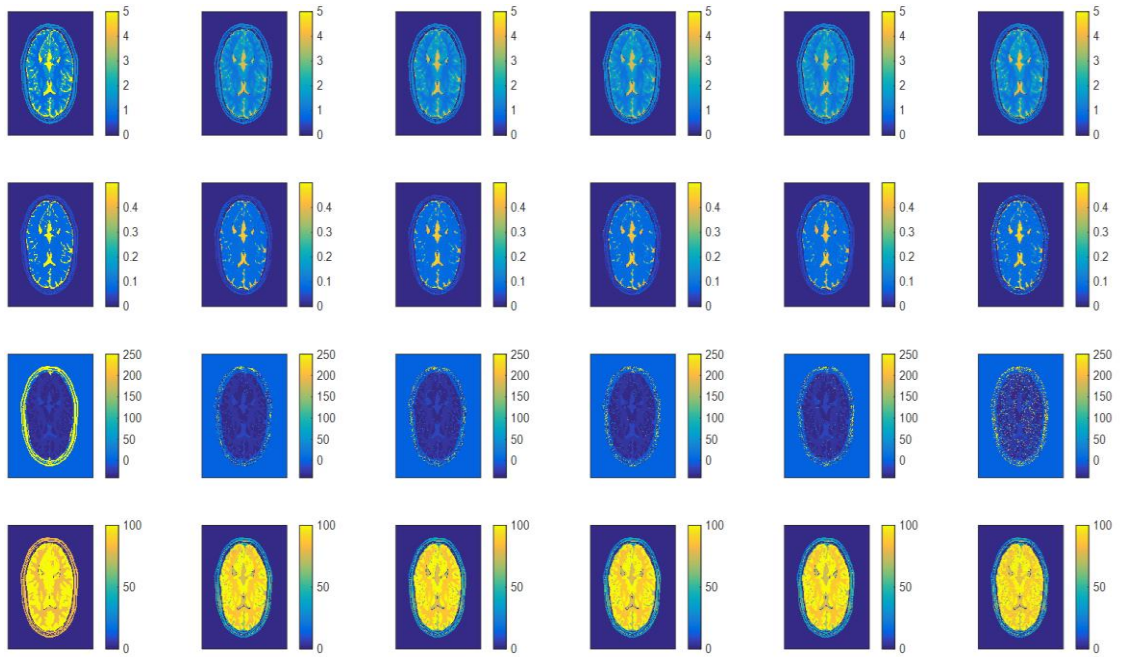 5 5 5 5 5 5
4 4 4 4 4 4
3 3 3 3 3 3
2 2 2 2 2 2
1 1 1 1 1 1
0 0 0 0 0 0
0.4 0.4 0.4 0.4 0.4 0.4
0.3 0.3 0.3 0.3 0.3 0.3
0.2 0.2 0.2 0.2 0.2 0.2
0.1 0.1 0.1 0.1 0.1 0.1
0 0 0 0 0 0
250 250 250 250 250 250
200 200 200 200 200 200
150 150 150 150 150 150
100 100 100 100 100 100
50 50 50 50 50 50
0 0 0 0 0 0
100 100 100 100 100 100
50 50 50 50 50 50
0 0 0 0 0 0